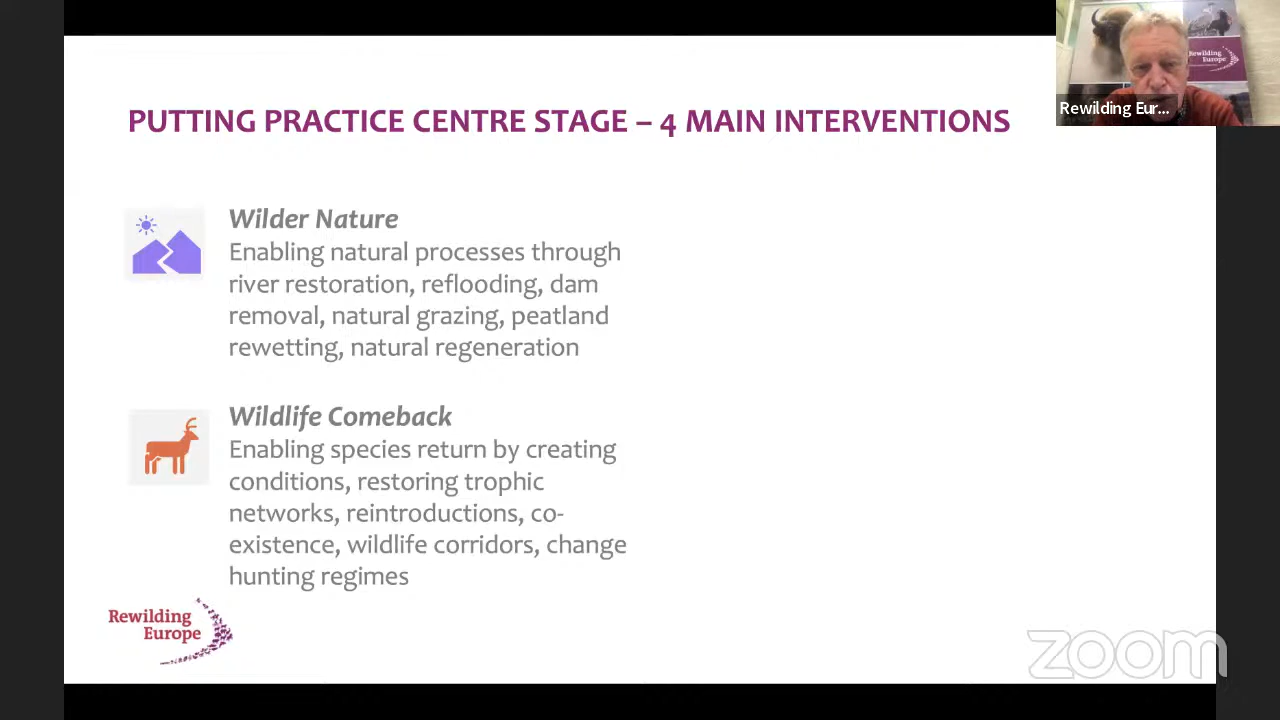 Rewilding
Europe
Rewilding Eur...
PUTTING PRACTICE CENTRE STAGE – 4 MAIN INTERVENTIONS
Wilder Nature
Enabling natural processes through
river restoration, reflooding, dam
removal, natural grazing, peatland
rewetting, natural regeneration
Wildlife Comeback
Enabling species return by creating
conditions, restoring trophic
networks, reintroductions, co-
existence, wildlife corridors, change
hunting regimes
Rewilding
Europe
zoom